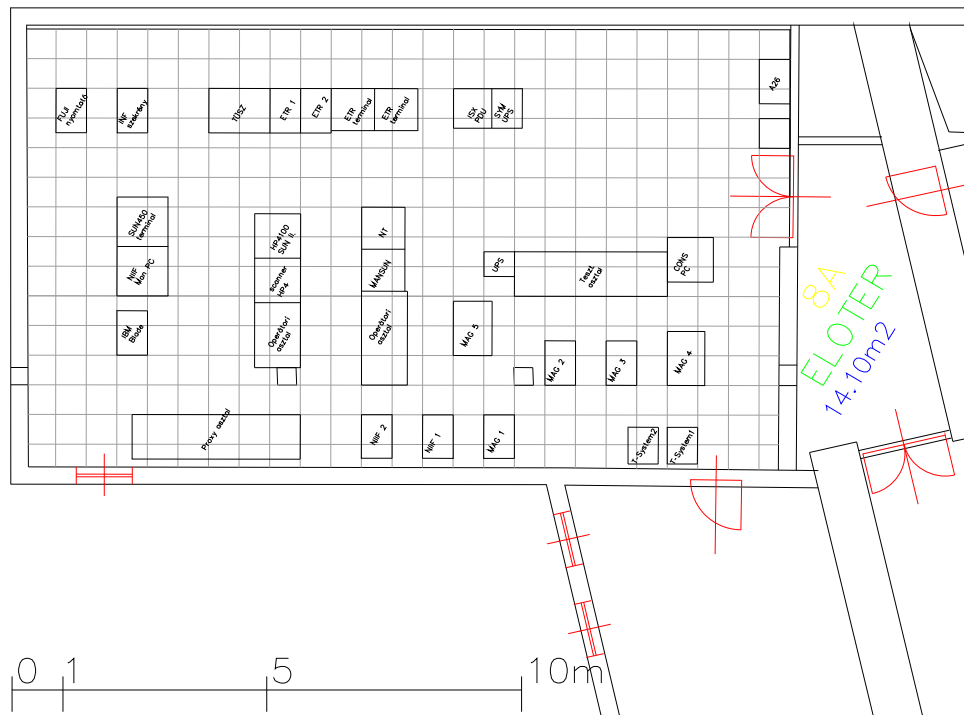 FUJI
nyomtató
INF
szekrény
TÜSZ
ETR 1
ETR 2
ETR
terminal
ETR
terminal
ISX
PDU
SYM
UPS
A26
SUN450
terminal
NIIF
Mon PC
IBM
Blade
HP4100
SUN II.
scanner
HP4
Operátori
asztal
NT
MANSUN
Operátori
asztal
UPS
Teszt
asztal
CONS
PC
MAG 5
MAG 2
MAG 3
MAG 4
Proxy asztal
NIIF 2
NIIF 1
MAG 1
T-System2
T-System1
8A
ELOTER
14.10m2
0 1 5 10m